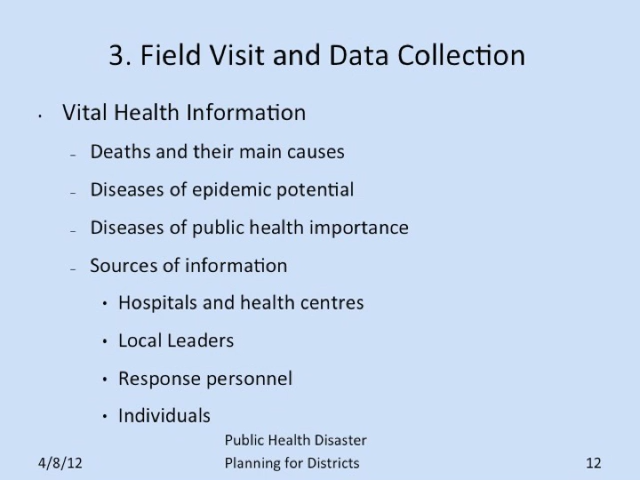 3. Field Visit and Data Collection
• Vital Health Information
– Deaths and their main causes
– Diseases of epidemic potential
– Diseases of public health importance
– Sources of information
• Hospitals and health centres
• Local Leaders
• Response personnel
• Individuals
Public Health Disaster
4/8/12 Planning for Districts 12